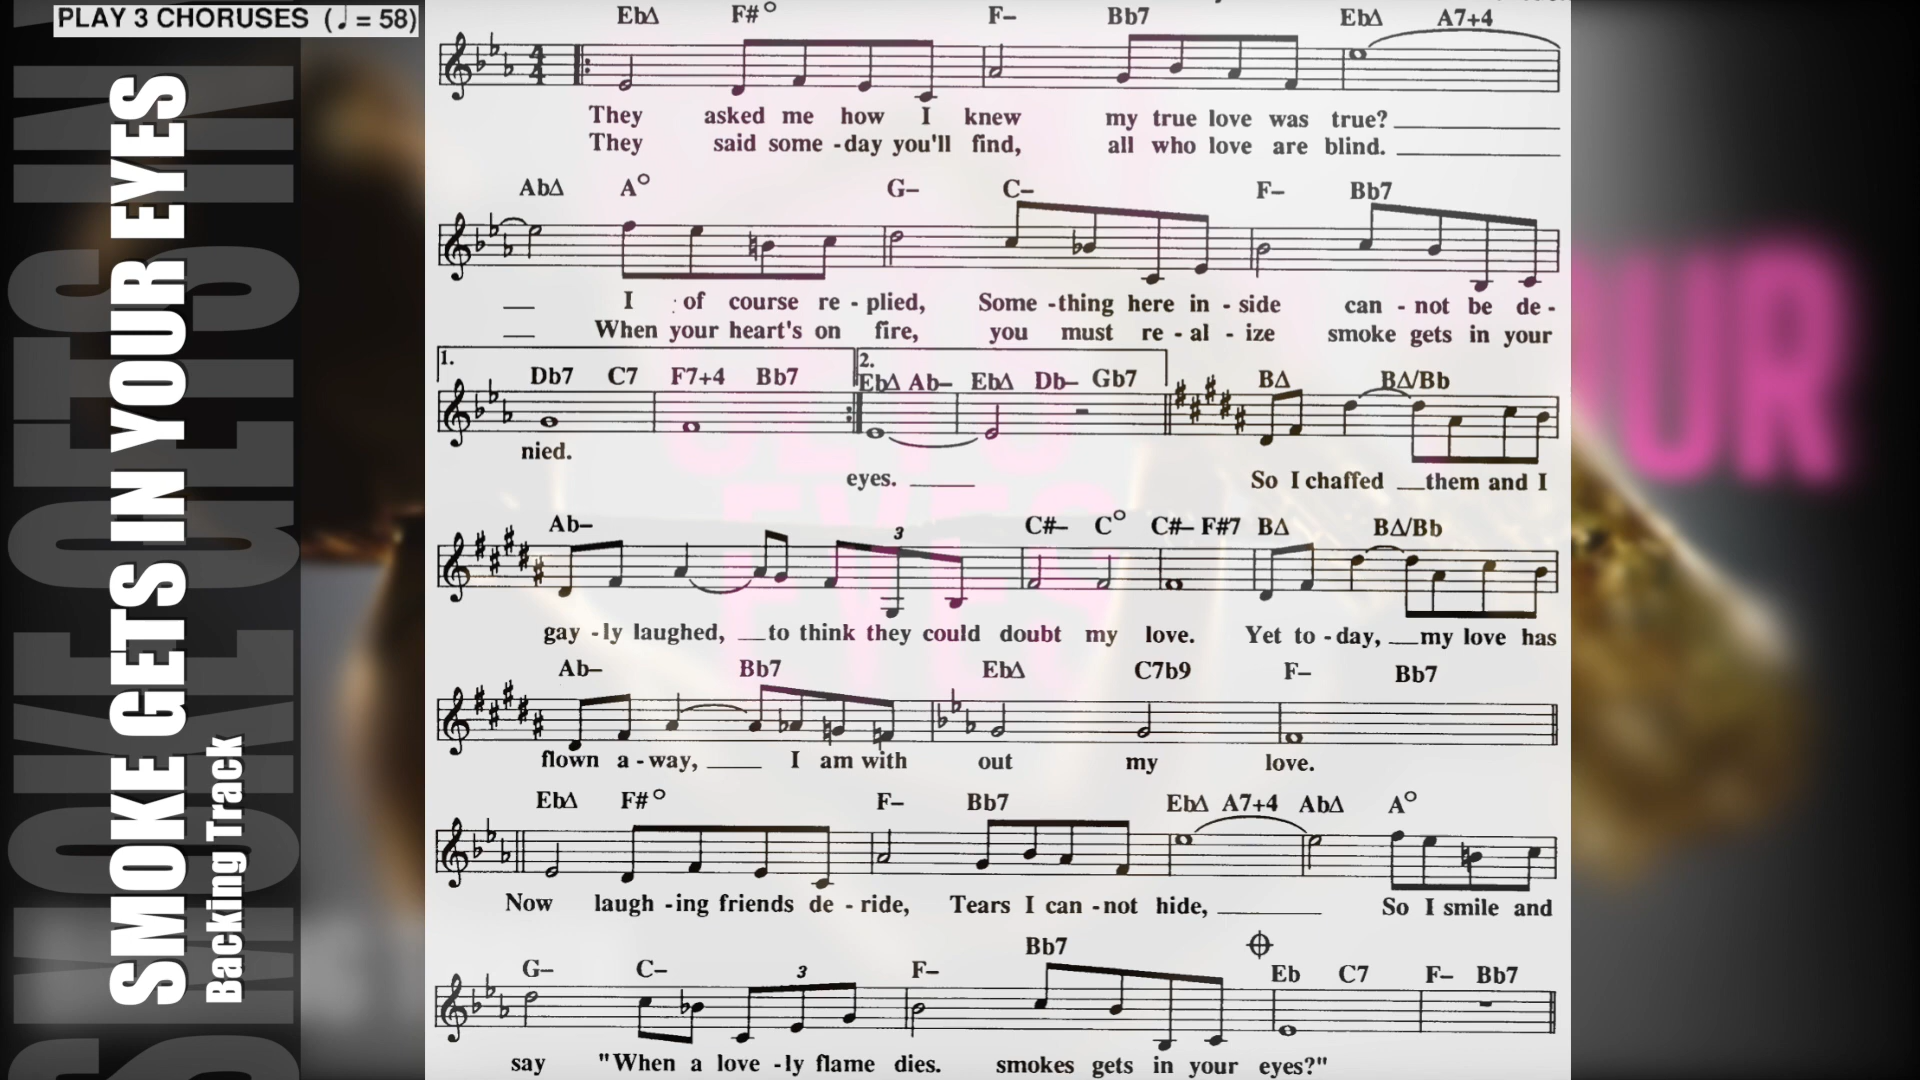 PLAY 3 CHORUSES (♩ = 58)
SMOKE GETS IN YOUR EYES
Backing Track
EbΔ F#° F– Bb7 EbΔ A7+4
They asked me how I knew my true love was true?
They said some -day you'll find, all who love are blind.
AbΔ A° G– C– F– Bb7
I of course re - plied, Some -thing here in - side can - not be de -
When your heart's on fire, you must re - al - ize smoke gets in your
1. 2.
Db7 C7 F7+4 Bb7 EbΔ Ab– EbΔ Db– Gb7 BΔ BΔ/Bb
nied.
eyes. So I chaffed them and I
Ab– 3 C#– C° C#– F#7 BΔ BΔ/Bb
gay -ly laughed, to think they could doubt my love. Yet to - day, my love has
Ab– Bb7 EbΔ C7b9 F– Bb7
flown a - way, I am with out my love.
EbΔ F#° F– Bb7 EbΔ A7+4 AbΔ A°
Now laugh -ing friends de - ride, Tears I can -not hide, So I smile and
G– C– 3 F– Bb7 Eb C7 F– Bb7
say "When a love -ly flame dies. smokes gets in your eyes?"